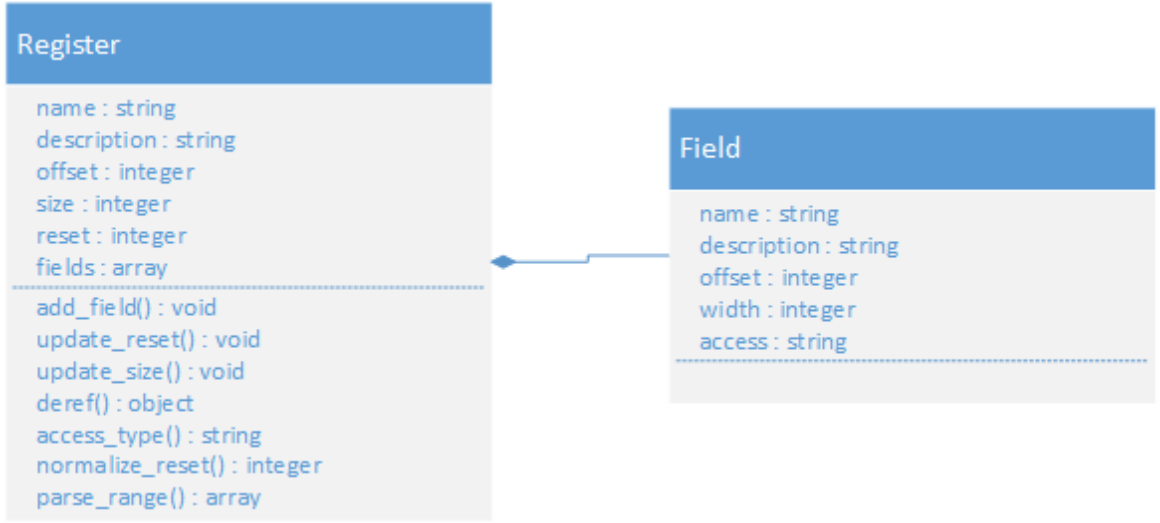 Register
name : string
description : string
offset : integer
size : integer
reset : integer
fields : array
add_field() : void
update_reset() : void
update_size() : void
deref() : object
access_type() : string
normalize_reset() : integer
parse_range() : array
Field
name : string
description : string
offset : integer
width : integer
access : string